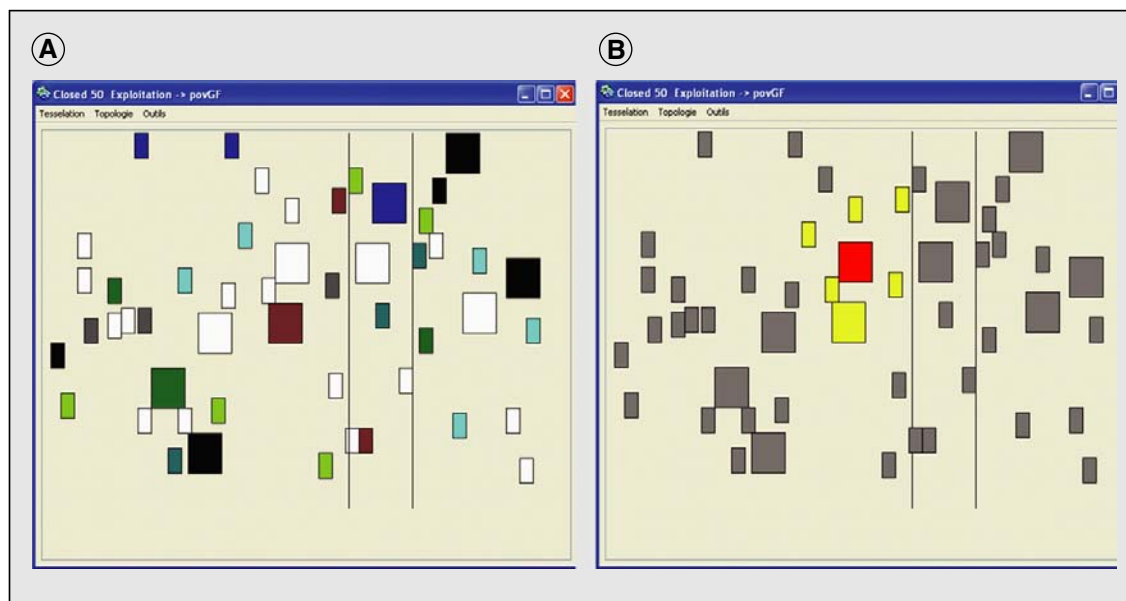 A
B
Closed 50 Exploitation -> povGF
Tesselation Topologie Outils
Closed 50 Exploitation -> povGF
Tesselation Topologie Outils